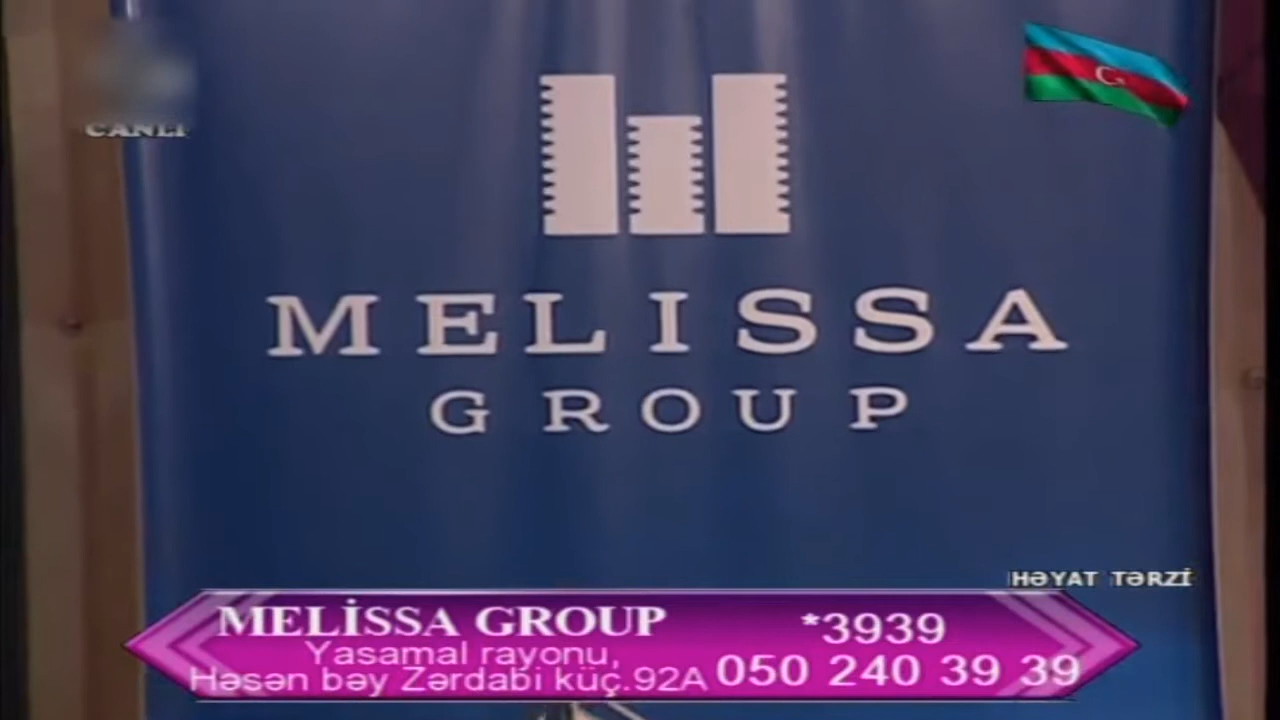 CANLI
MELISSA
GROUP
HƏYAT TƏRZİ
MELİSSA GROUP
Yasamal rayonu,
Həsən bəy Zərdabi küç.92A
*3939
050 240 39 39